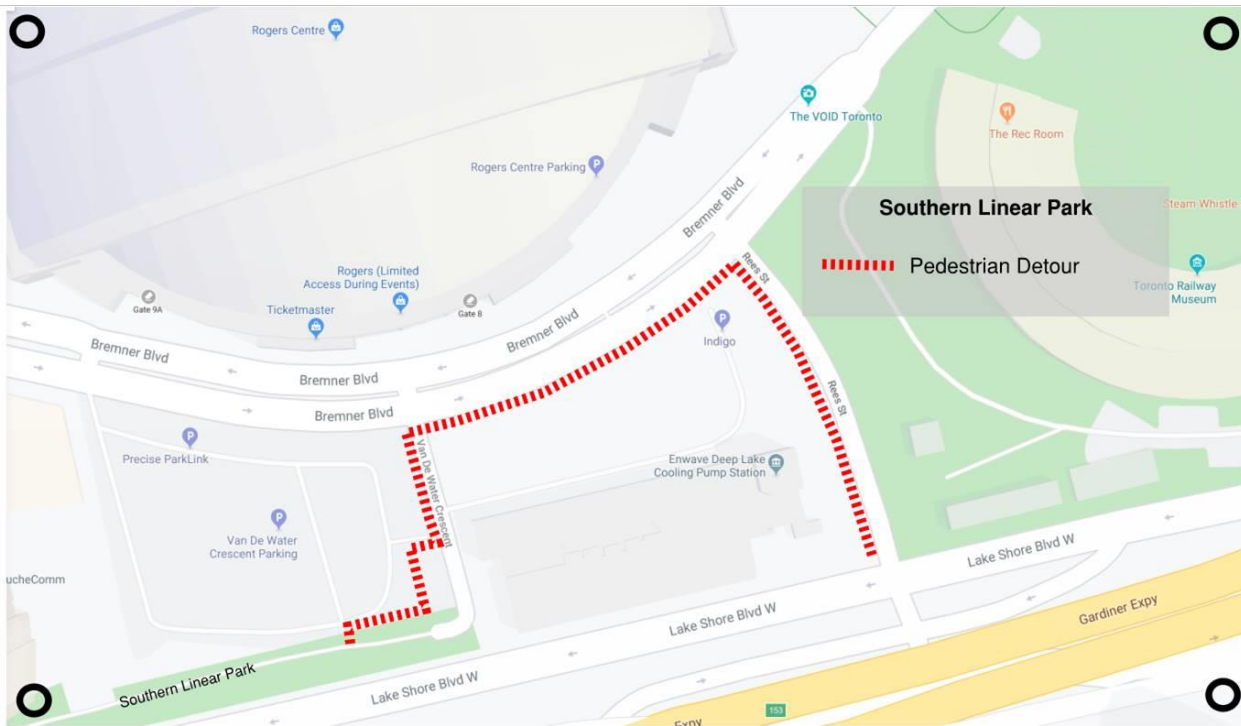 Rogers Centre
The VOID Toronto
The Rec Room
Rogers Centre Parking
Bremner Blvd
Southern Linear Park
Steam Whistle
Pedestrian Detour
Rees St
Toronto Railway
Museum
Rogers (Limited
Access During Events)
Gate 9A
Ticketmaster
Gate 8
Indigo
Bremner Blvd
Bremner Blvd
Bremner Blvd
Bremner Blvd
Rees St
Precise ParkLink
Van De Water Crescent
Enwave Deep Lake
Cooling Pump Station
Van De Water
Crescent Parking
ucheComm
Lake Shore Blvd W
Gardiner Expy
Lake Shore Blvd W
Southern Linear Park
Lake Shore Blvd W
153
Expy